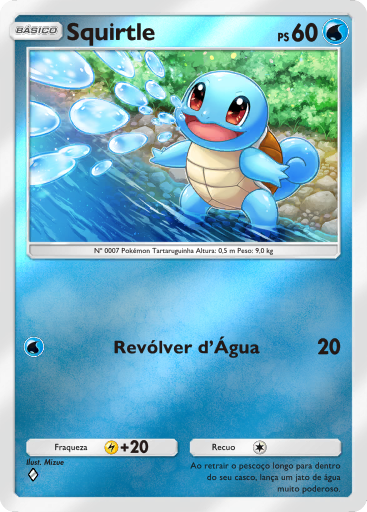 BÁSICO Squirtle PS 60
Nº 0007 Pokémon Tartaruguinha Altura: 0,5 m Peso: 9,0 kg
Revólver d'Água 20
Fraqueza +20 Recuo
Ilust. Mizue
Ao retrair o pescoço longo para dentro
do seu casco, lança um jato de água
muito poderoso.